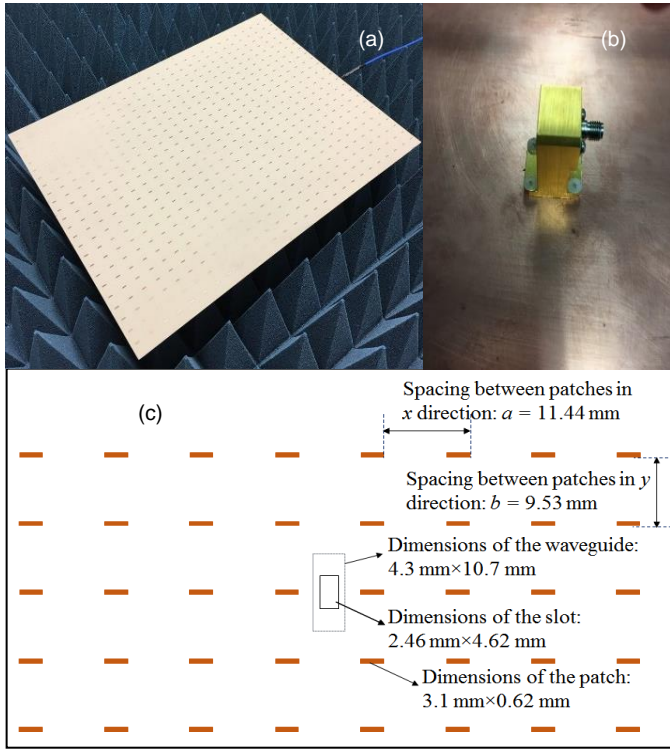 (a)
(b)
(c)
Spacing between patches in
x direction: a = 11.44 mm
Spacing between patches in y
direction: b = 9.53 mm
Dimensions of the waveguide:
4.3 mm×10.7 mm
Dimensions of the slot:
2.46 mm×4.62 mm
Dimensions of the patch:
3.1 mm×0.62 mm